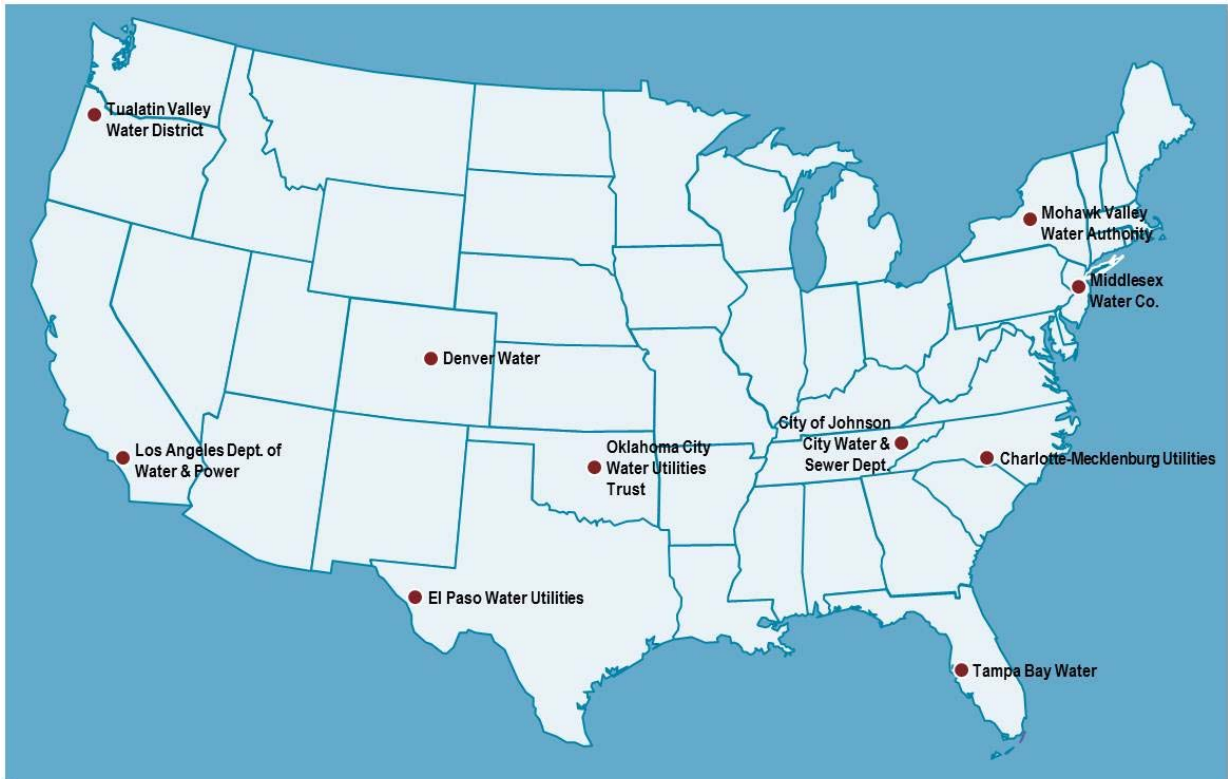 Tualatin Valley
Water District
Mohawk Valley
Water Authority
Middlesex
Water Co.
Denver Water
Los Angeles Dept. of
Water & Power
Oklahoma City
Water Utilities
Trust
City of Johnson
City Water &
Sewer Dept.
Charlotte-Mecklenburg Utilities
El Paso Water Utilities
Tampa Bay Water